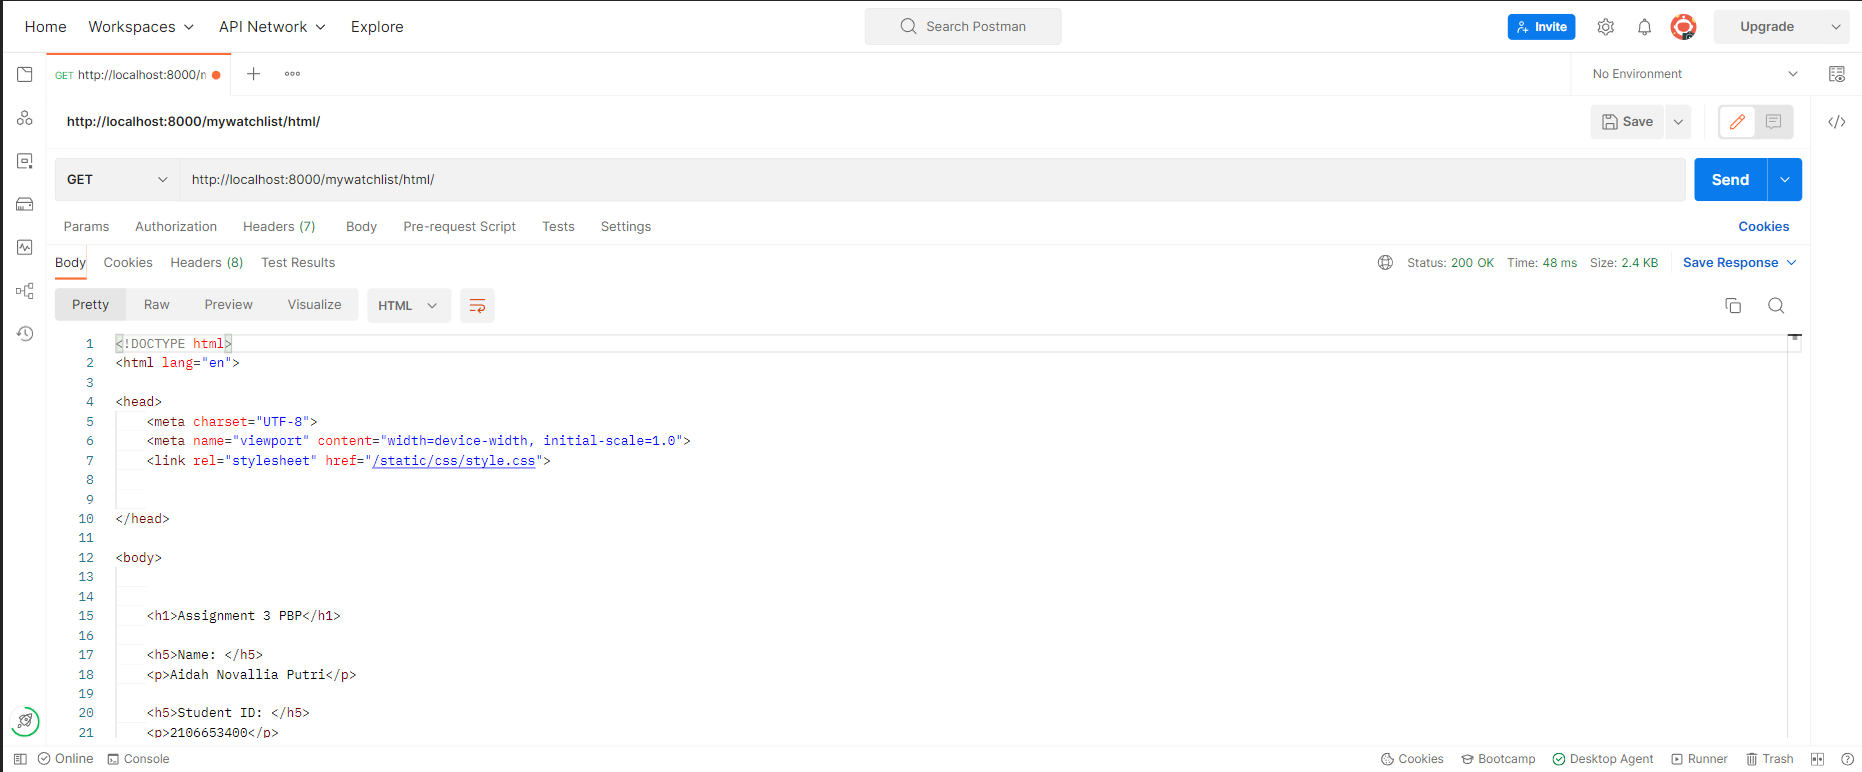 Home Workspaces API Network Explore Search Postman Invite Upgrade
GET http://localhost:8000/n No Environment
http://localhost:8000/mywatchlist/html/ Save
GET http://localhost:8000/mywatchlist/html/ Send
Params Authorization Headers (7) Body Pre-request Script Tests Settings Cookies
Body Cookies Headers (8) Test Results Status: 200 OK Time: 48 ms Size: 2.4 KB Save Response
Pretty Raw Preview Visualize HTML
1 <!DOCTYPE html>
2 <html lang="en">
3
4 <head>
5 <meta charset="UTF-8">
6 <meta name="viewport" content="width=device-width, initial-scale=1.0">
7 <link rel="stylesheet" href="/static/css/style.css">
8
9
10 </head>
11
12 <body>
13
14
15 <h1>Assignment 3 PBP</h1>
16
17 <h5>Name: </h5>
18 <p>Aidah Novallia Putri</p>
19
20 <h5>Student ID: </h5>
21 <p>2106653400</p>
Online Console Cookies Bootcamp Desktop Agent Runner Trash